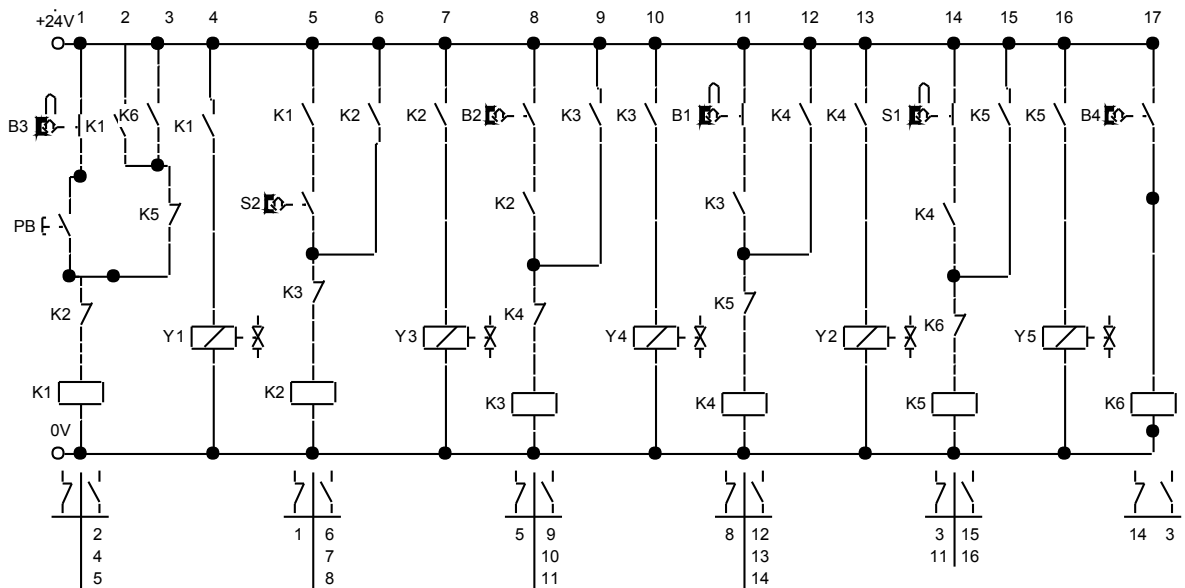 +24V 1 2 3 4 5 6 7 8 9 10 11 12 13 14 15 16 17
B3 K1 K6 K1 K1 K2 K2 B2 K3 K3 B1 K4 K4 S1 K5 K5 B4
PB K5 S2 K2 K3 K4
K2 K3 K4 K5 K6
Y1 Y3 Y4 Y2 Y5
K1 K2 K3 K4 K5 K6
0V
2 1 6 5 9 8 12 3 15 14 3
4 7 10 13 11 16
5 8 11 14